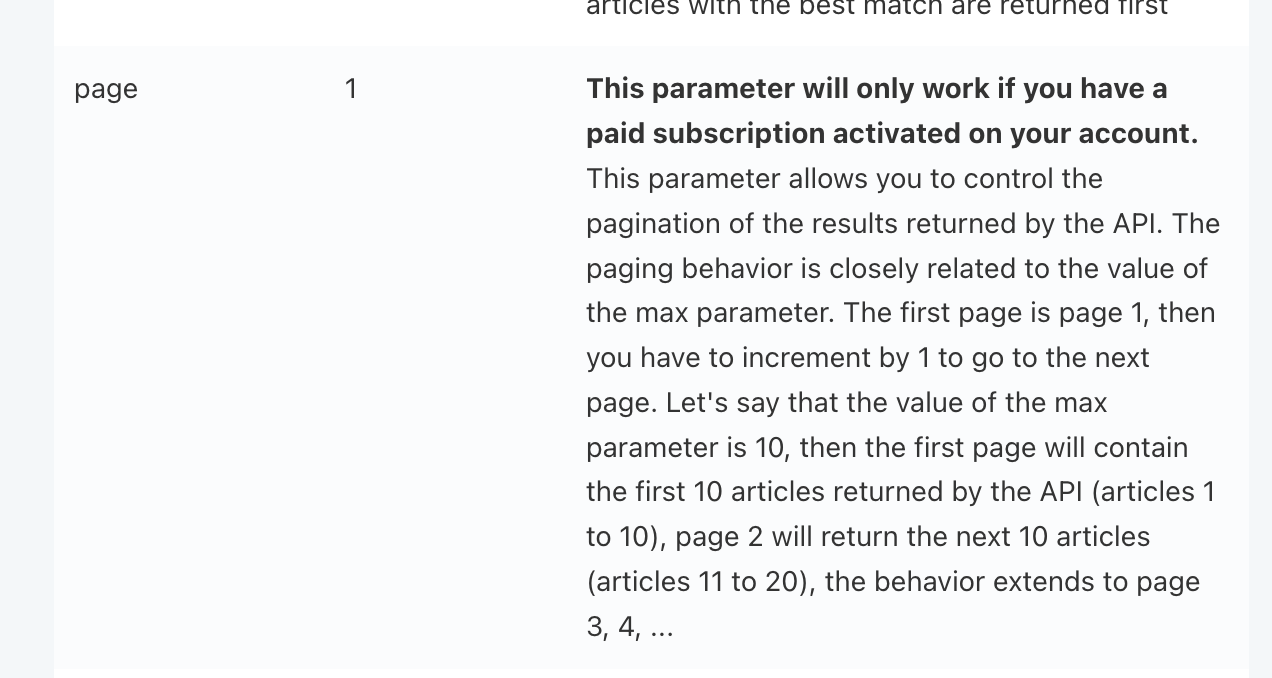 articles with the best match are returned first
page
1
This parameter will only work if you have a
paid subscription activated on your account.
This parameter allows you to control the
pagination of the results returned by the API. The
paging behavior is closely related to the value of
the max parameter. The first page is page 1, then
you have to increment by 1 to go to the next
page. Let's say that the value of the max
parameter is 10, then the first page will contain
the first 10 articles returned by the API (articles 1
to 10), page 2 will return the next 10 articles
(articles 11 to 20), the behavior extends to page
3, 4, ...